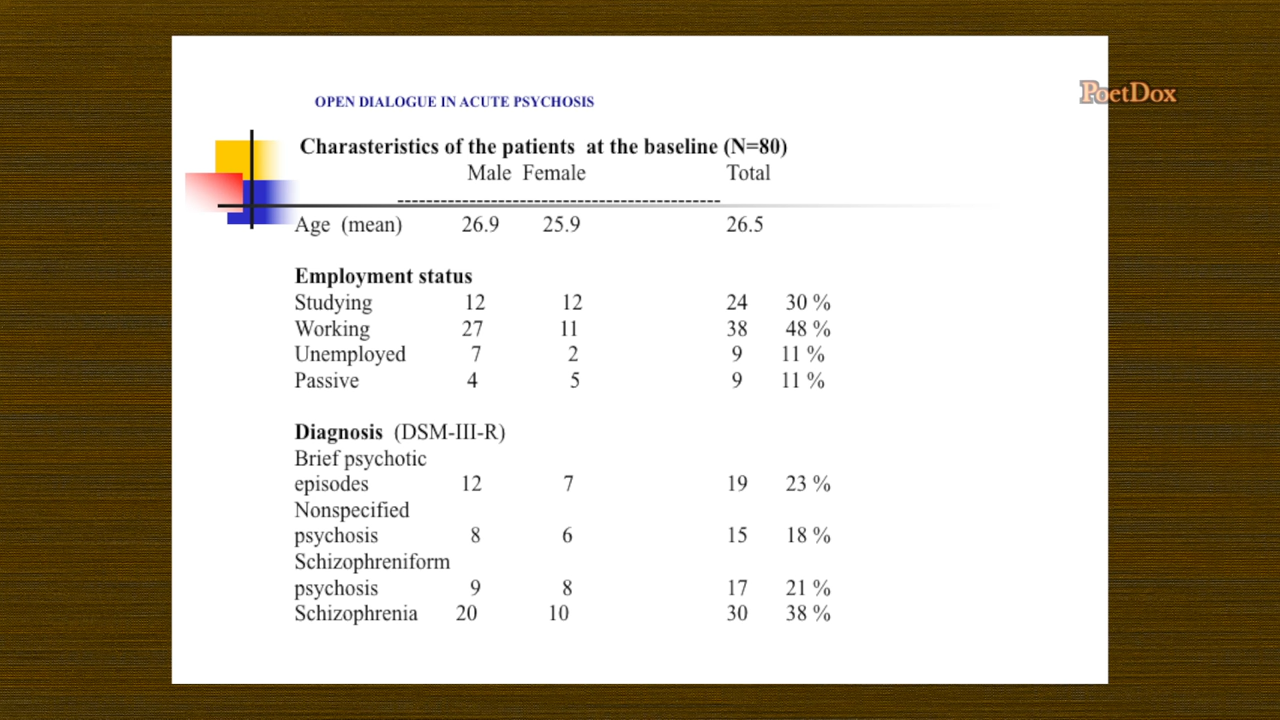 OPEN DIALOGUE IN ACUTE PSYCHOSIS
PoetDox
Charasteristics of the patients at the baseline (N=80)
Male Female Total
---------------------------------------------
Age (mean) 26.9 25.9 26.5
Employment status
Studying 12 12 24 30 %
Working 27 11 38 48 %
Unemployed 7 2 9 11 %
Passive 4 5 9 11 %
Diagnosis (DSM-III-R)
Brief psychotic
episodes 12 7 19 23 %
Nonspecified
psychosis 8 6 15 18 %
Schizophreniform
psychosis 9 8 17 21 %
Schizophrenia 20 10 30 38 %